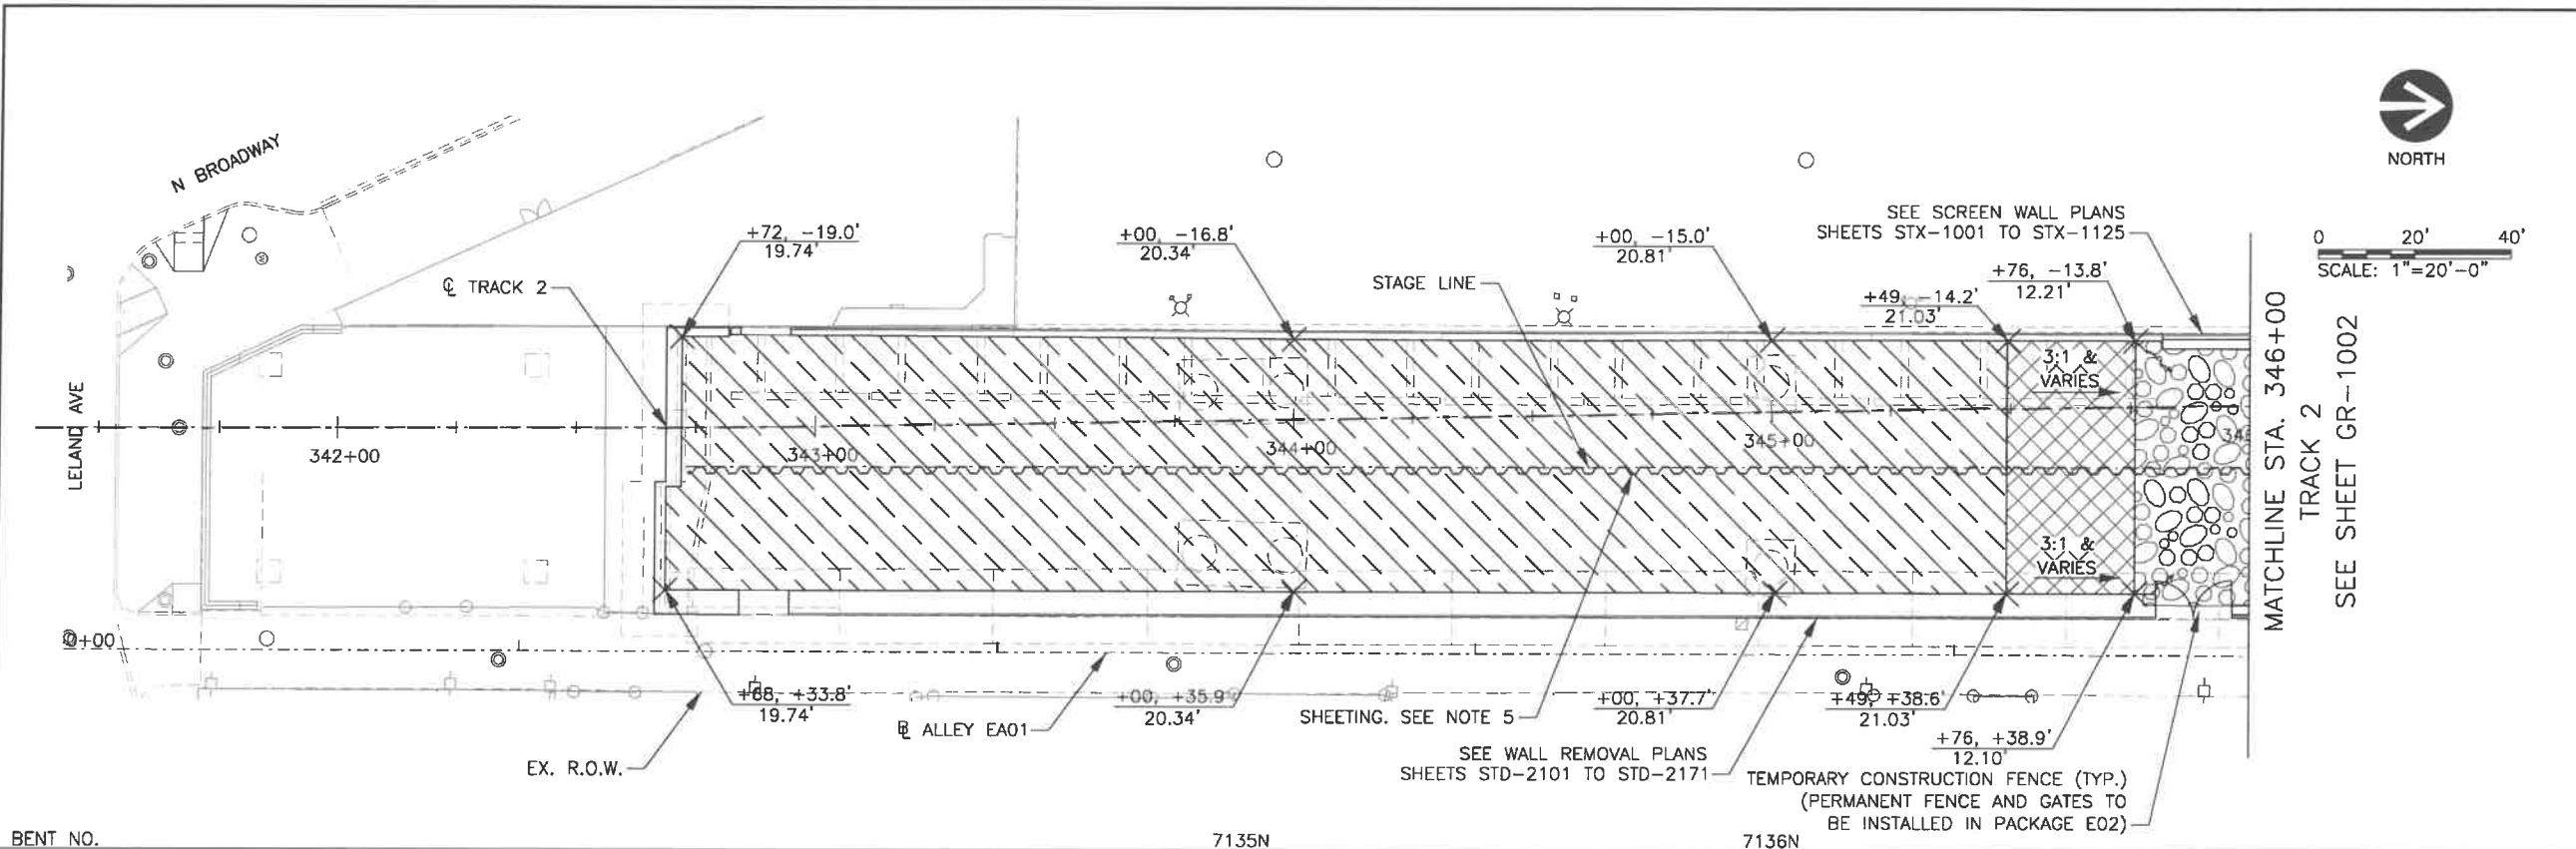 N BROADWAY
NORTH
SEE SCREEN WALL PLANS
SHEETS STX-1001 TO STX-1125
0 20' 40'
SCALE: 1"=20'-0"
+72, -19.0'
19.74'
+00, -16.8'
20.34'
+00, -15.0'
20.81'
+76, -13.8'
12.21'
+49, -14.2'
21.03'
℄ TRACK 2
STAGE LINE
3:1 &
VARIES
LELAND AVE
342+00
343+00
344+00
345+00
MATCHLINE STA. 346+00
TRACK 2
SEE SHEET GR-1002
3:1 &
VARIES
0+00
+68, +33.8'
19.74'
+00, +35.9'
20.34'
+00, +37.7'
20.81'
+49, +38.6'
21.03'
+76, +38.9'
12.10'
SHEETING. SEE NOTE 5
BL ALLEY EA01
EX. R.O.W.
SEE WALL REMOVAL PLANS
SHEETS STD-2101 TO STD-2171
TEMPORARY CONSTRUCTION FENCE (TYP.)
(PERMANENT FENCE AND GATES TO
BE INSTALLED IN PACKAGE E02)
BENT NO.
7135N
7136N